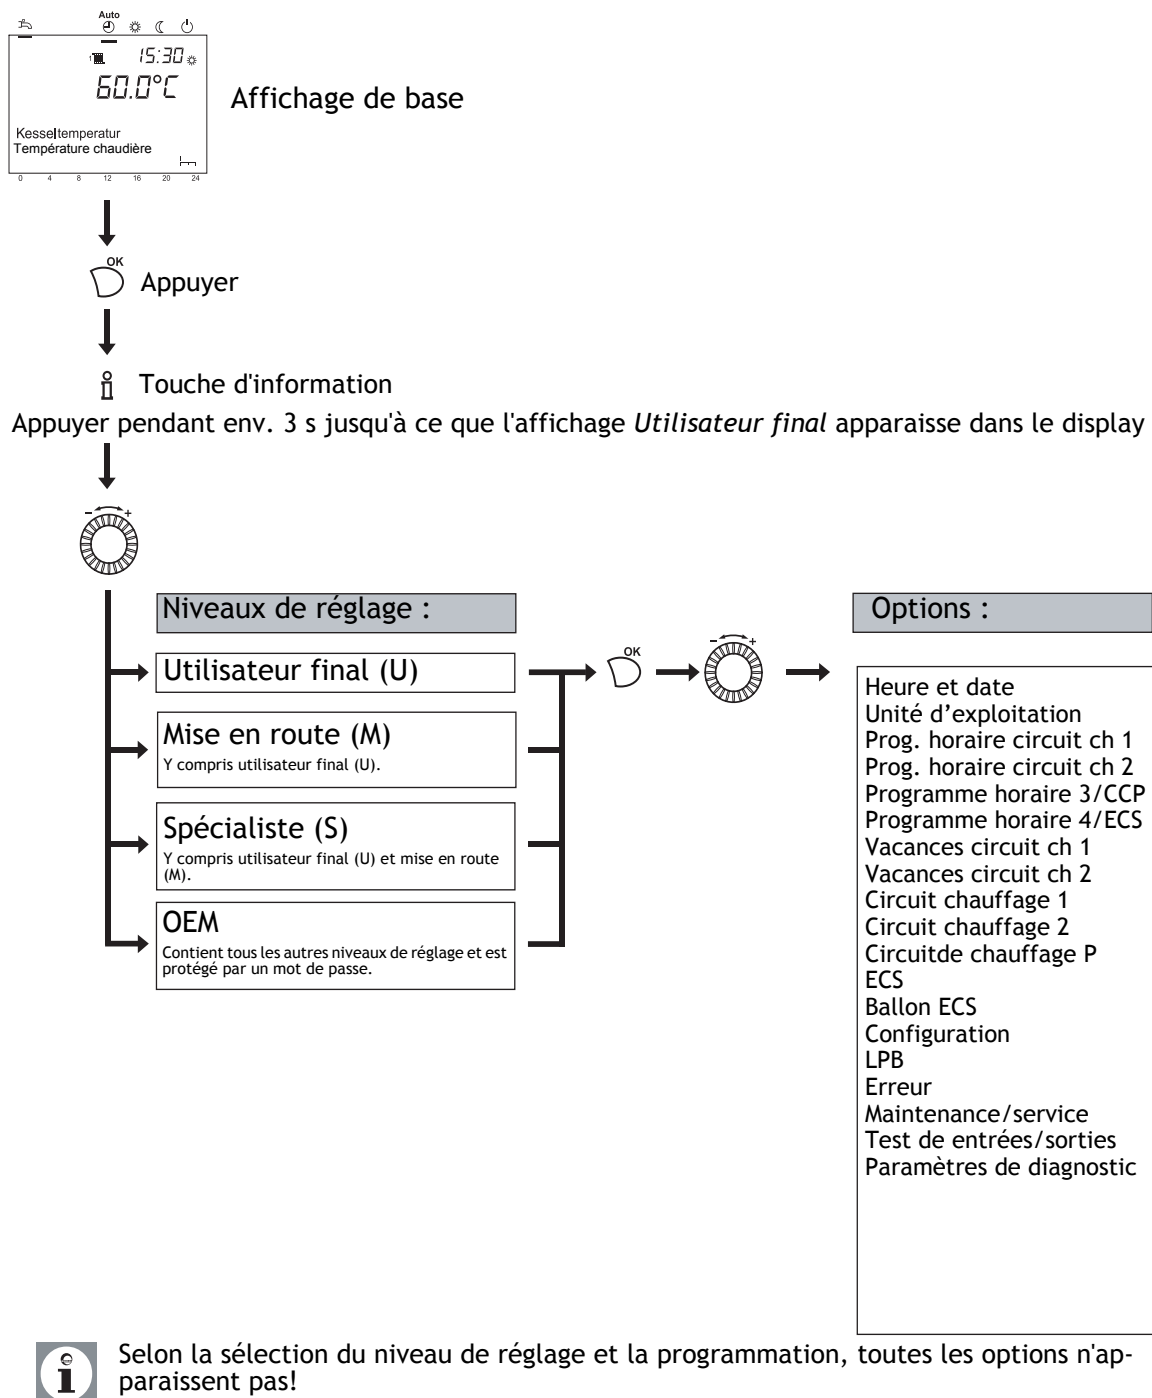 Auto
15:30
60.0°C
Affichage de base
Kesseltemperatur
Température chaudière
0 4 8 12 16 20 24
OK
Appuyer
Touche d'information
Appuyer pendant env. 3 s jusqu'à ce que l'affichage Utilisateur final apparaisse dans le display
- +
Niveaux de réglage :
Utilisateur final (U)
Mise en route (M)
Y compris utilisateur final (U).
Spécialiste (S)
Y compris utilisateur final (U) et mise en route
(M).
OEM
Contient tous les autres niveaux de réglage et est
protégé par un mot de passe.
OK
- +
Options :
Heure et date
Unité d’exploitation
Prog. horaire circuit ch 1
Prog. horaire circuit ch 2
Programme horaire 3/CCP
Programme horaire 4/ECS
Vacances circuit ch 1
Vacances circuit ch 2
Circuit chauffage 1
Circuit chauffage 2
Circuitde chauffage P
ECS
Ballon ECS
Configuration
LPB
Erreur
Maintenance/service
Test de entrées/sorties
Paramètres de diagnostic
Selon la sélection du niveau de réglage et la programmation, toutes les options n'ap-
paraissent pas!